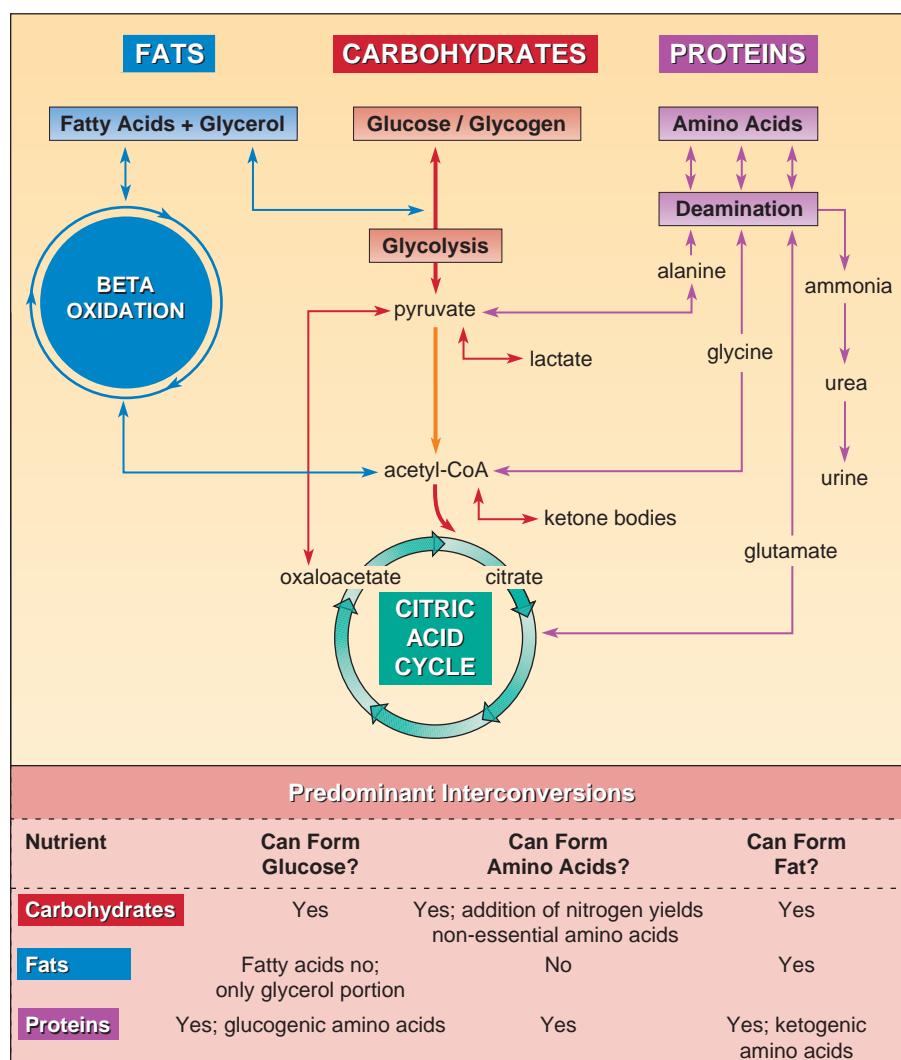 FATS
CARBOHYDRATES
PROTEINS
Fatty Acids + Glycerol
Glucose / Glycogen
Amino Acids
Deamination
Glycolysis
BETA
OXIDATION
alanine
ammonia
pyruvate
lactate
glycine
urea
acetyl-CoA
urine
ketone bodies
glutamate
oxaloacetate
citrate
CITRIC
ACID
CYCLE
Predominant Interconversions
Nutrient
Can Form
Glucose?
Can Form
Amino Acids?
Can Form
Fat?
Carbohydrates
Yes
Yes; addition of nitrogen yields
non-essential amino acids
Yes
Fats
Fatty acids no;
only glycerol portion
No
Yes
Proteins
Yes; glucogenic amino acids
Yes
Yes; ketogenic
amino acids